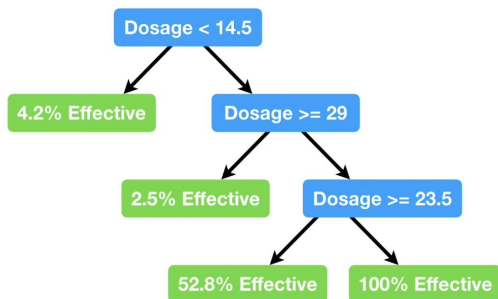 Dosage < 14.5
4.2% Effective
Dosage >= 29
2.5% Effective
Dosage >= 23.5
52.8% Effective
100% Effective